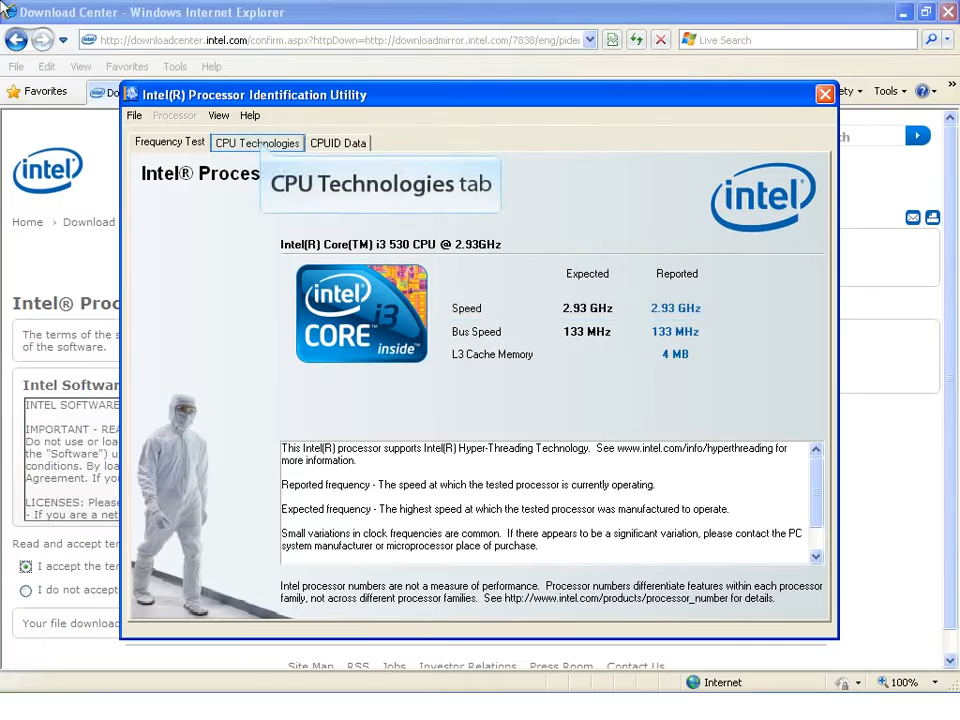 Download Center - Windows Internet Explorer
http://downloadcenter.intel.com/confirm.aspx?httpDown=http://downloadmirror.intel.com/7838/eng/pide
Live Search
File Edit View Favorites Tools Help
Favorites
Tools
Intel(R) Processor Identification Utility
File Processor View Help
Frequency Test CPU Technologies CPUID Data
CPU Technologies tab
Intel® Proces
intel
intel
Home > Download
Intel(R) Core(TM) i3 530 CPU @ 2.93GHz
Expected Reported
Speed 2.93 GHz 2.93 GHz
Bus Speed 133 MHz 133 MHz
L3 Cache Memory 4 MB
intel
CORE™ i3
inside™
Intel® Proc
The terms of the s
of the software.
Intel Softwar
INTEL SOFTWARE
IMPORTANT - REA
Do not use or loa
the "Software") u
conditions. By loa
Agreement. If yo
LICENSES: Please
- If you are a net
Read and accept ter
I accept the ter
I do not accept
Your file download
This Intel(R) processor supports Intel(R) Hyper-Threading Technology. See www.intel.com/info/hyperthreading for
more information.
Reported frequency - The speed at which the tested processor is currently operating.
Expected frequency - The highest speed at which the tested processor was manufactured to operate.
Small variations in clock frequencies are common. If there appears to be a significant variation, please contact the PC
system manufacturer or microprocessor place of purchase.
Intel processor numbers are not a measure of performance. Processor numbers differentiate features within each processor
family, not across different processor families. See http://www.intel.com/products/processor_number for details.
Site Map RSS Jobs Investor Relations Press Room Contact Us
Internet 100%